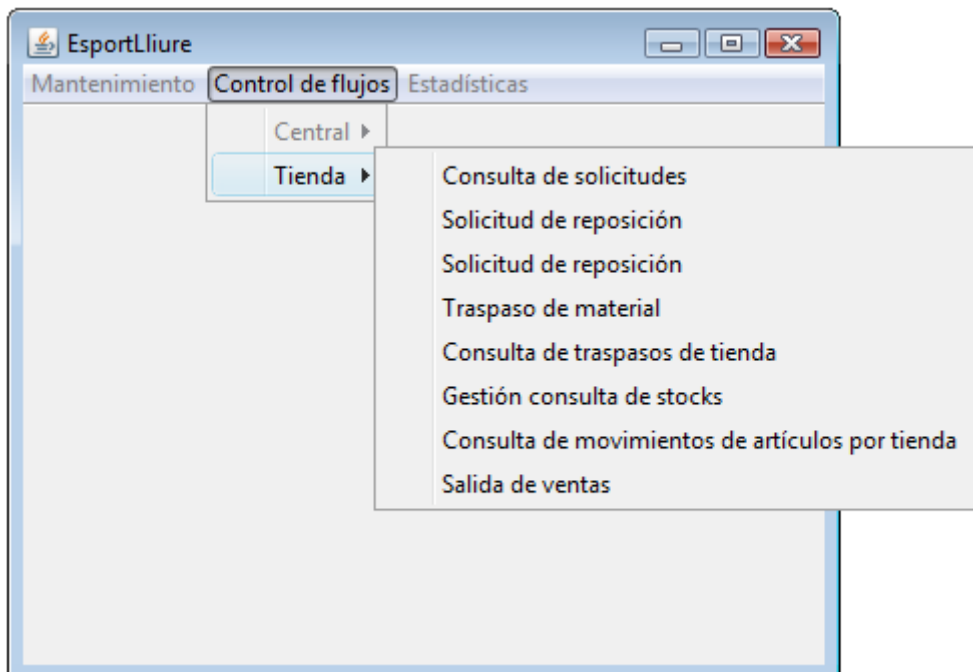 EsportLliure
Mantenimiento Control de flujos Estadísticas
Central
Tienda
Consulta de solicitudes
Solicitud de reposición
Solicitud de reposición
Traspaso de material
Consulta de traspasos de tienda
Gestión consulta de stocks
Consulta de movimientos de artículos por tienda
Salida de ventas